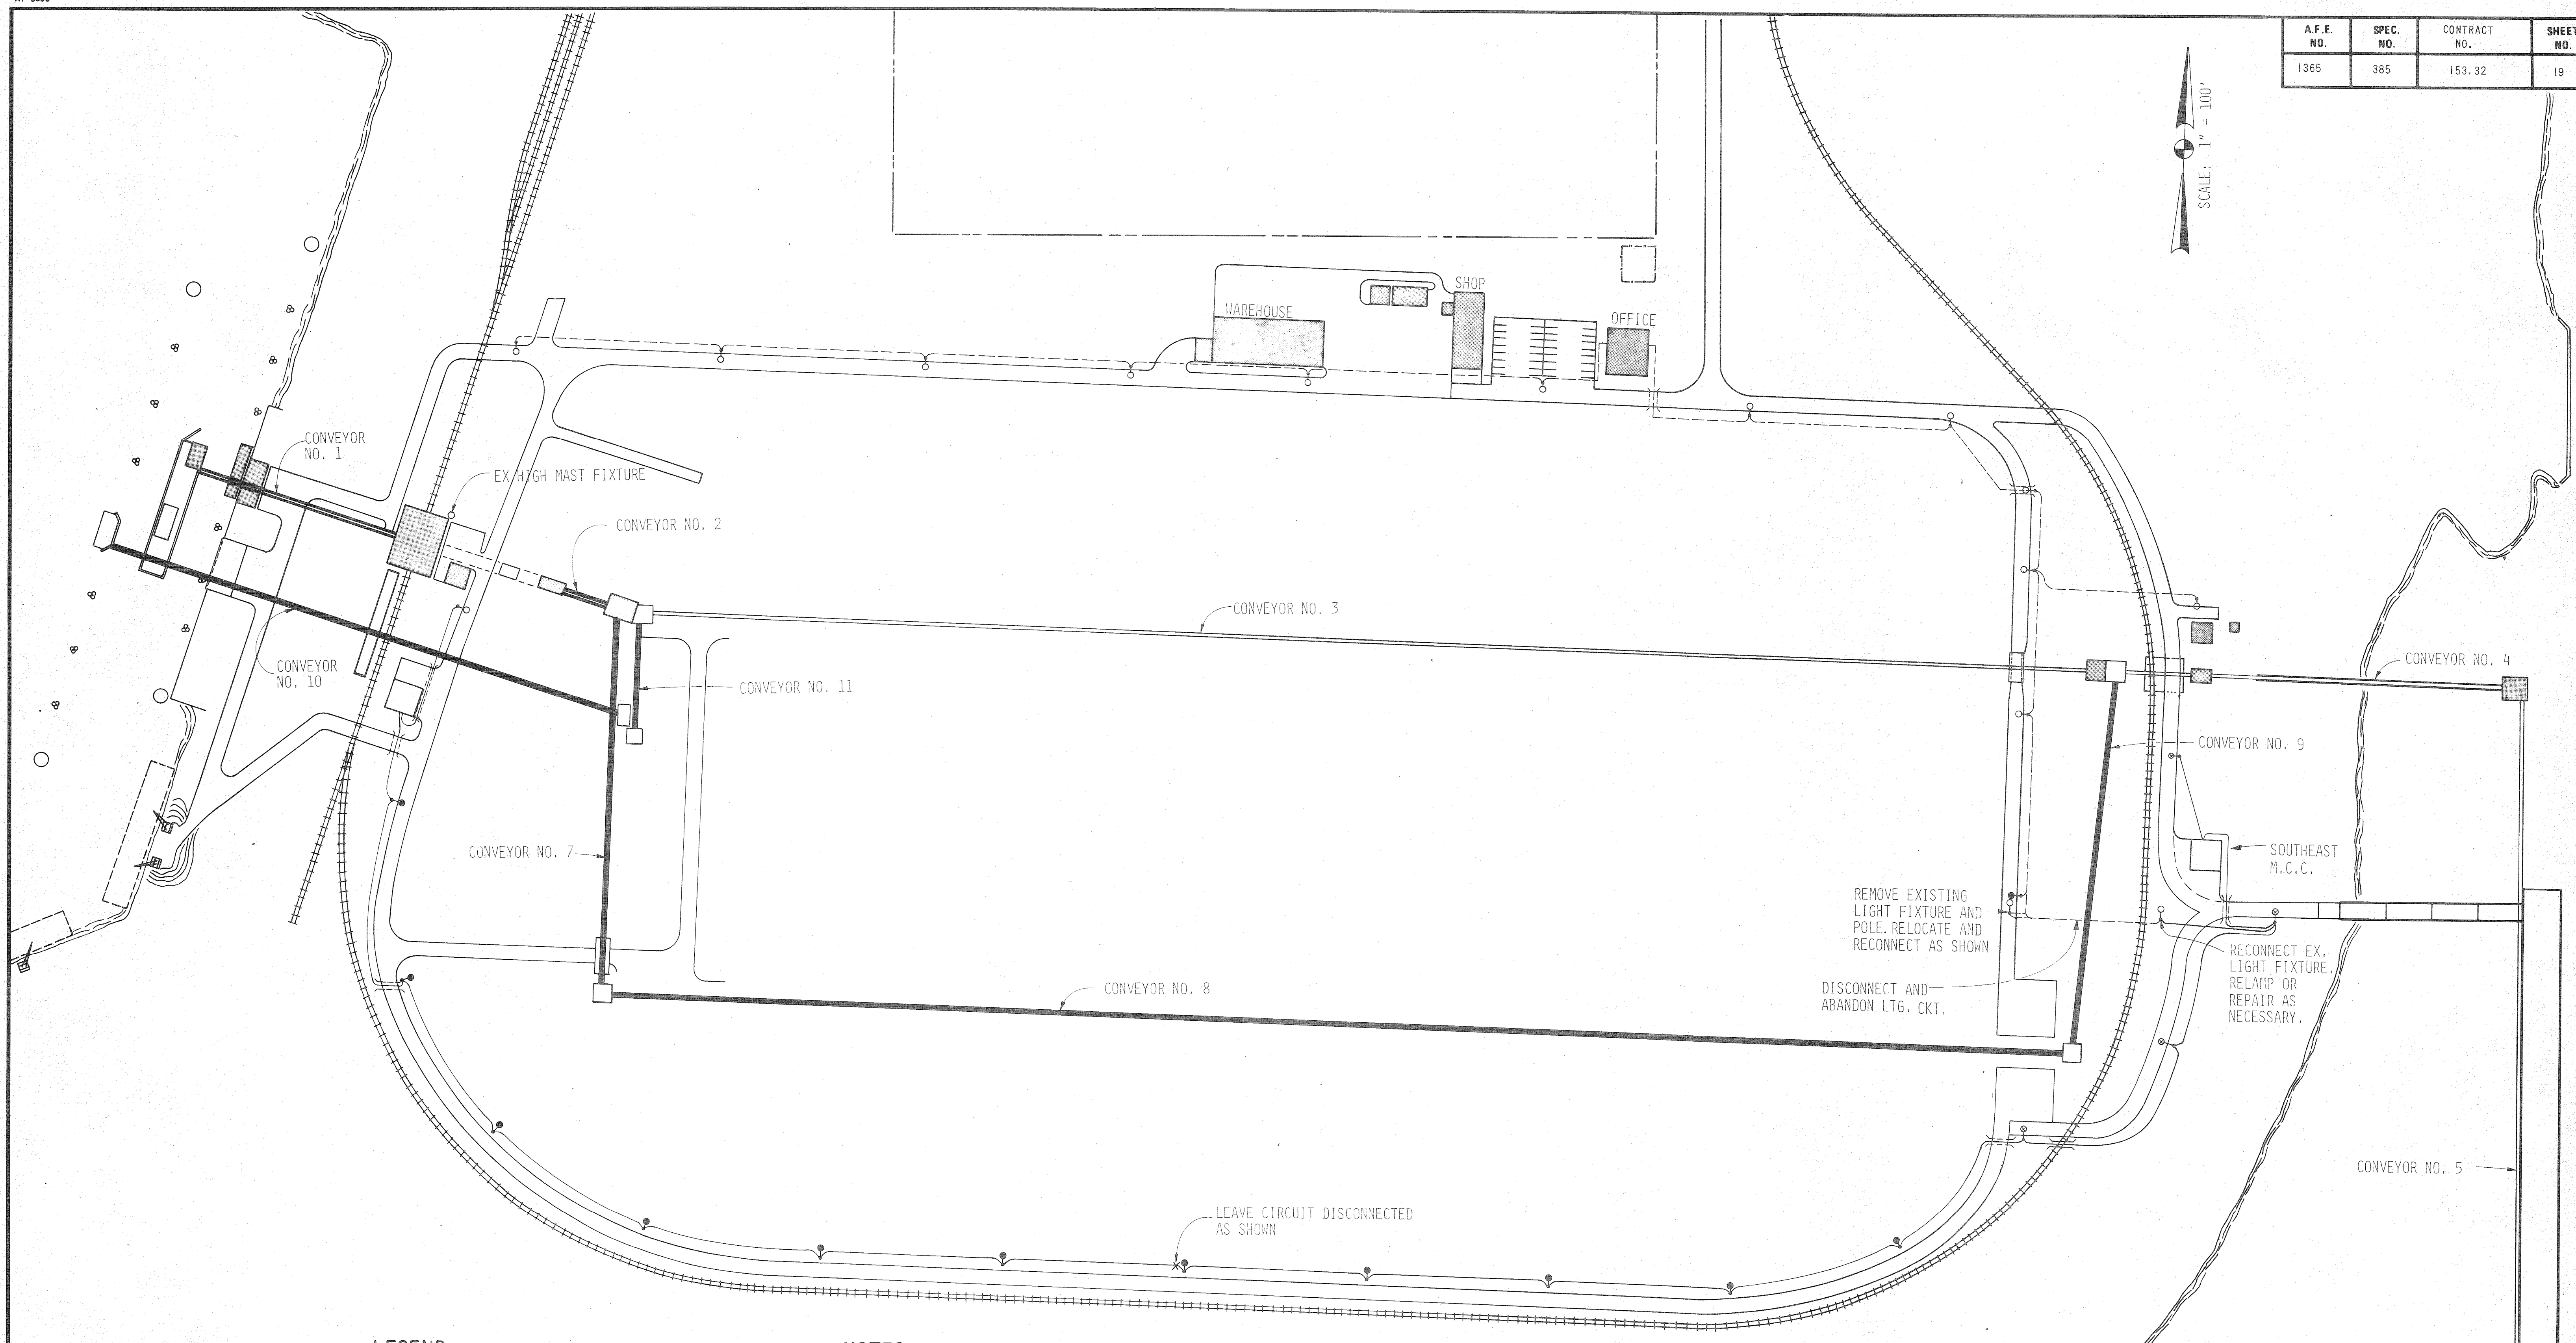 A.F.E.
NO.
SPEC.
NO.
CONTRACT
NO.
SHEET
NO.
1365
385
153.32
19
SCALE: 1" = 100'
WAREHOUSE
SHOP
OFFICE
CONVEYOR
NO. 1
EX HIGH MAST FIXTURE
CONVEYOR NO. 2
CONVEYOR NO. 3
CONVEYOR NO. 4
CONVEYOR
NO. 10
CONVEYOR NO. 11
CONVEYOR NO. 9
CONVEYOR NO. 7
SOUTHEAST
M.C.C.
REMOVE EXISTING
LIGHT FIXTURE AND
POLE. RELOCATE AND
RECONNECT AS SHOWN
RECONNECT EX.
LIGHT FIXTURE.
RELAMP OR
REPAIR AS
NECESSARY.
DISCONNECT AND
ABANDON LTG. CKT.
CONVEYOR NO. 8
CONVEYOR NO. 5
LEAVE CIRCUIT DISCONNECTED
AS SHOWN